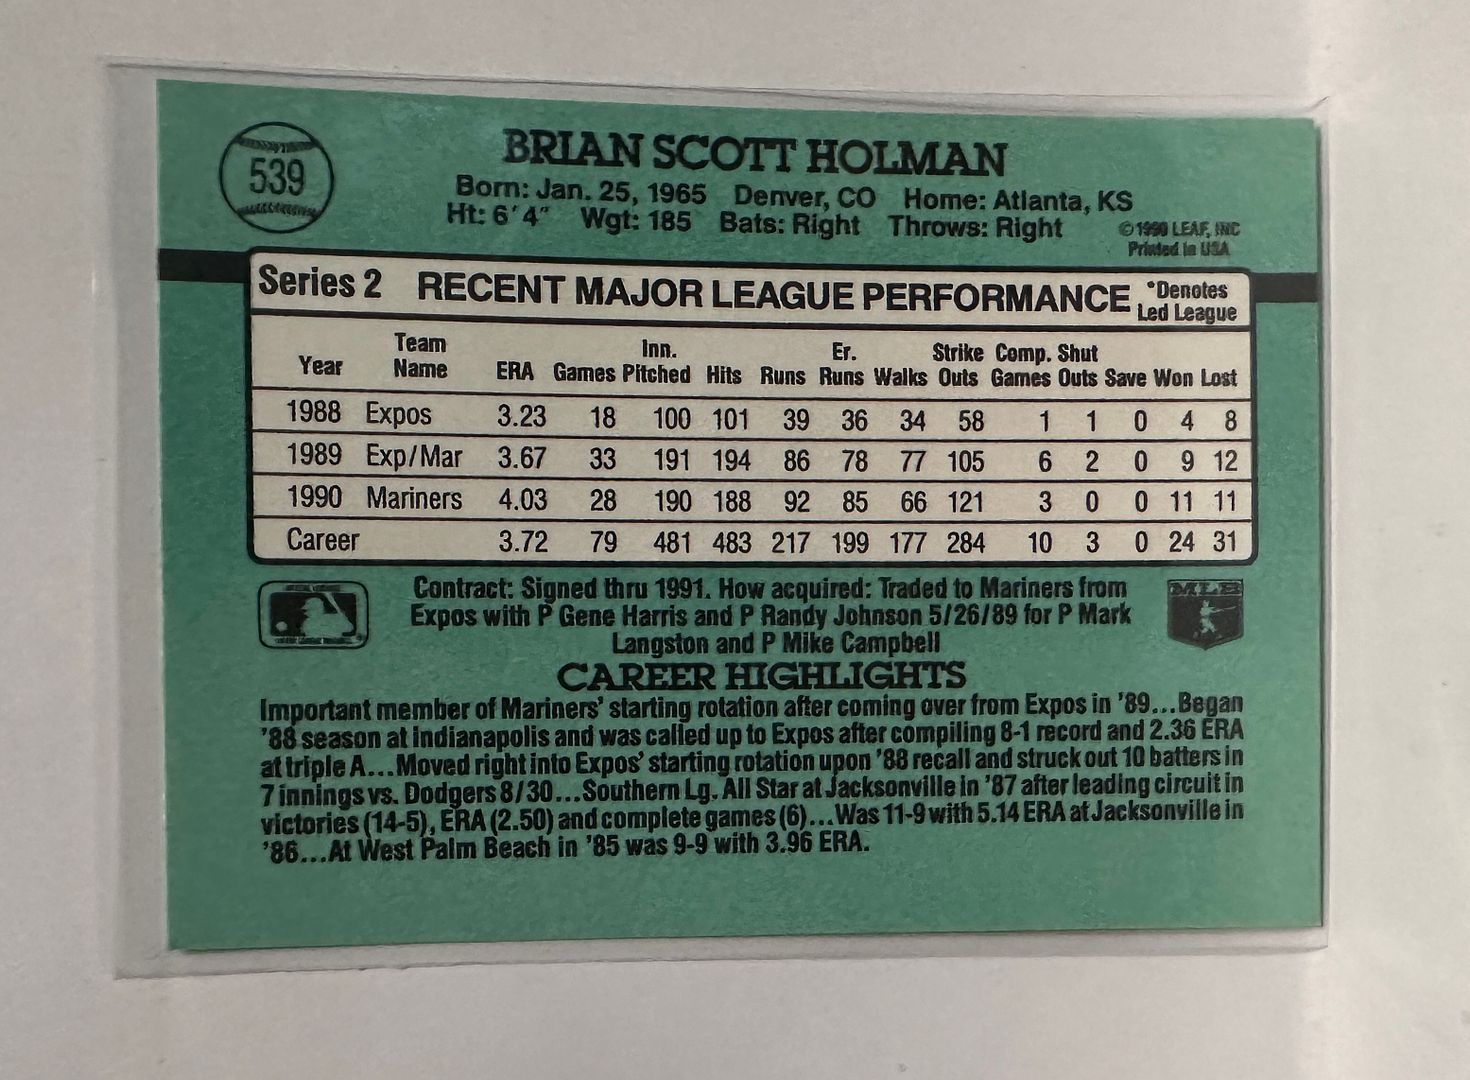 539
BRIAN SCOTT HOLMAN
Born: Jan. 25, 1965 Denver, CO Home: Atlanta, KS
Ht: 6'4" Wgt: 185 Bats: Right Throws: Right
©1990 LEAF, INC
Printed in USA
Series 2 RECENT MAJOR LEAGUE PERFORMANCE *Denotes Led League
Year Team Name ERA Games Inn. Pitched Hits Runs Er. Runs Walks Strike Outs Comp. Games Shut Outs Save Won Lost
1988 Expos 3.23 18 100 101 39 36 34 58 1 1 0 4 8
1989 Exp/Mar 3.67 33 191 194 86 78 77 105 6 2 0 9 12
1990 Mariners 4.03 28 190 188 92 85 66 121 3 0 0 11 11
Career 3.72 79 481 483 217 199 177 284 10 3 0 24 31
Contract: Signed thru 1991. How acquired: Traded to Mariners from
Expos with P Gene Harris and P Randy Johnson 5/26/89 for P Mark
Langston and P Mike Campbell
MLB
CAREER HIGHLIGHTS
Important member of Mariners' starting rotation after coming over from Expos in '89...Began
'88 season at Indianapolis and was called up to Expos after compiling 8-1 record and 2.36 ERA
at triple A...Moved right into Expos' starting rotation upon '88 recall and struck out 10 batters in
7 innings vs. Dodgers 8/30...Southern Lg. All Star at Jacksonville in '87 after leading circuit in
victories (14-5), ERA (2.50) and complete games (6)...Was 11-9 with 5.14 ERA at Jacksonville in
'86...At West Palm Beach in '85 was 9-9 with 3.96 ERA.